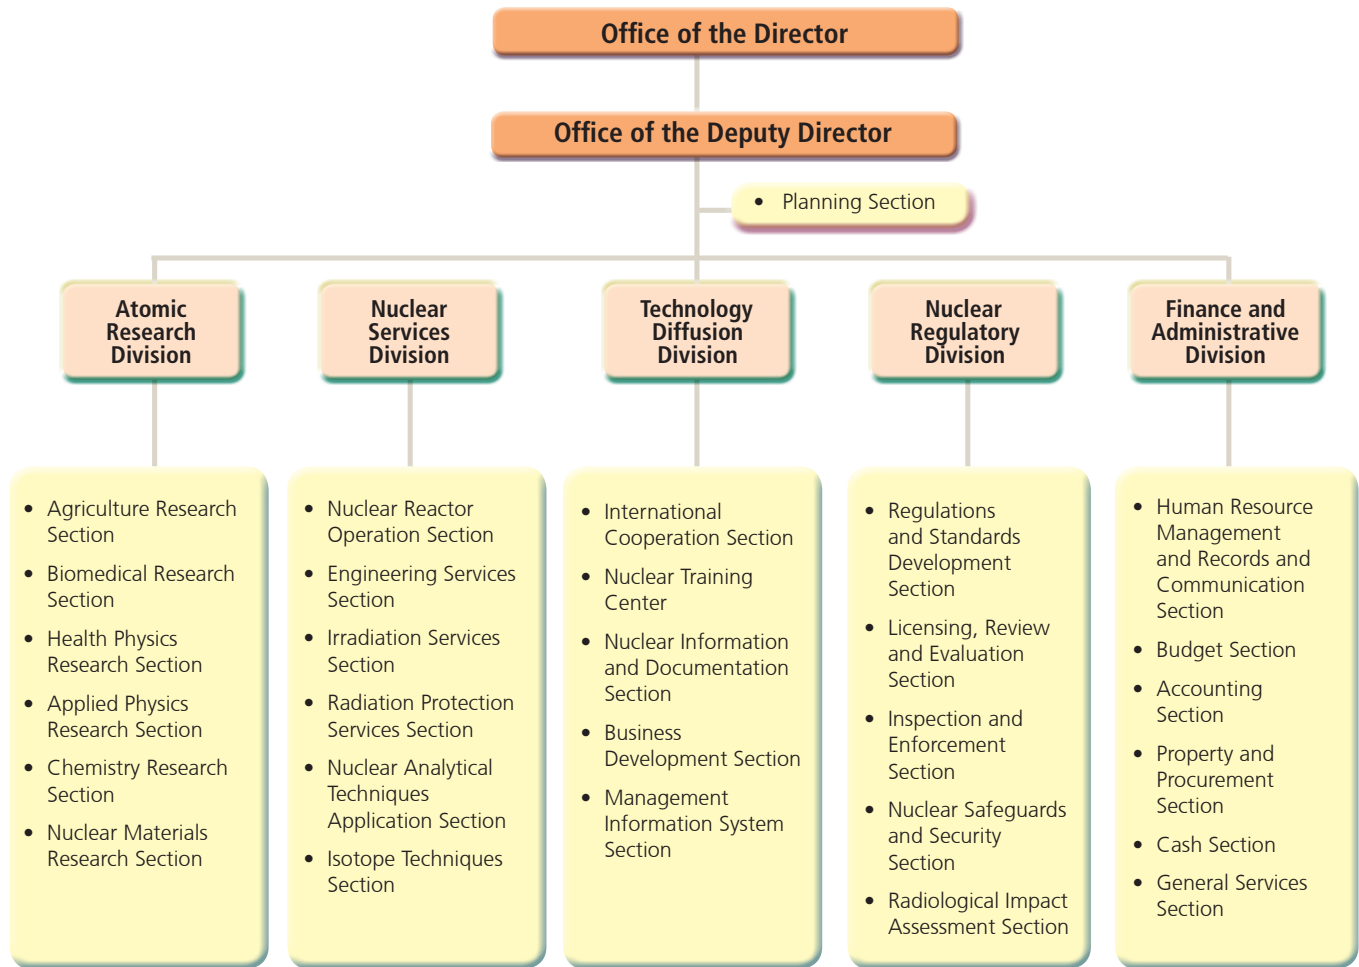 Office of the Director
Office of the Deputy Director
• Planning Section
Atomic
Research
Division
Nuclear
Services
Division
Technology
Diffusion
Division
Nuclear
Regulatory
Division
Finance and
Administrative
Division
• Agriculture Research
Section
• Biomedical Research
Section
• Health Physics
Research Section
• Applied Physics
Research Section
• Chemistry Research
Section
• Nuclear Materials
Research Section
• Nuclear Reactor
Operation Section
• Engineering Services
Section
• Irradiation Services
Section
• Radiation Protection
Services Section
• Nuclear Analytical
Techniques
Application Section
• Isotope Techniques
Section
• International
Cooperation Section
• Nuclear Training
Center
• Nuclear Information
and Documentation
Section
• Business
Development Section
• Management
Information System
Section
• Regulations
and Standards
Development
Section
• Licensing, Review
and Evaluation
Section
• Inspection and
Enforcement
Section
• Nuclear Safeguards
and Security
Section
• Radiological Impact
Assessment Section
• Human Resource
Management
and Records and
Communication
Section
• Budget Section
• Accounting
Section
• Property and
Procurement
Section
• Cash Section
• General Services
Section